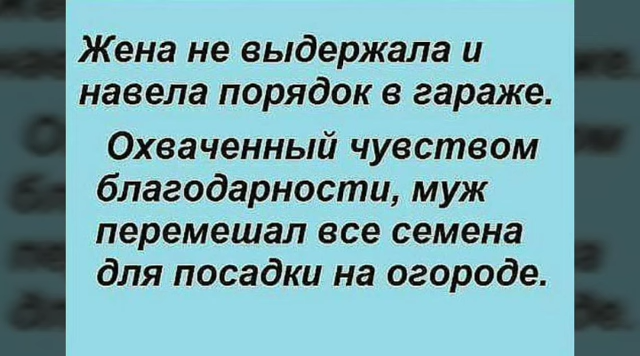 Жена не выдержала и
навела порядок в гараже.
Охваченный чувством
благодарности, муж
перемешал все семена
для посадки на огороде.